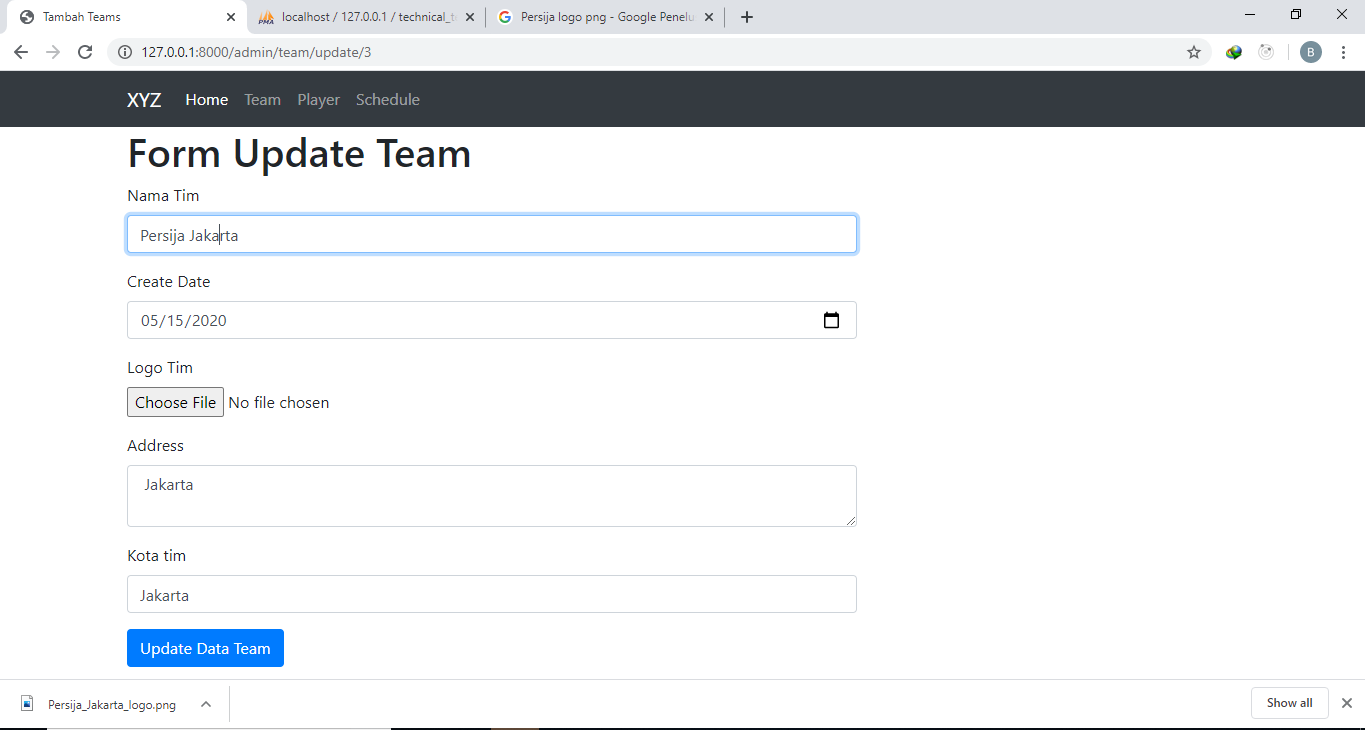 Tambah Teams
localhost / 127.0.0.1 / technical_t
Persija logo png - Google Penelu
127.0.0.1:8000/admin/team/update/3
B
XYZ Home Team Player Schedule
Form Update Team
Nama Tim
Persija Jakarta
Create Date
05/15/2020
Logo Tim
Choose File No file chosen
Address
Jakarta
Kota tim
Jakarta
Update Data Team
Persija_Jakarta_logo.png
Show all